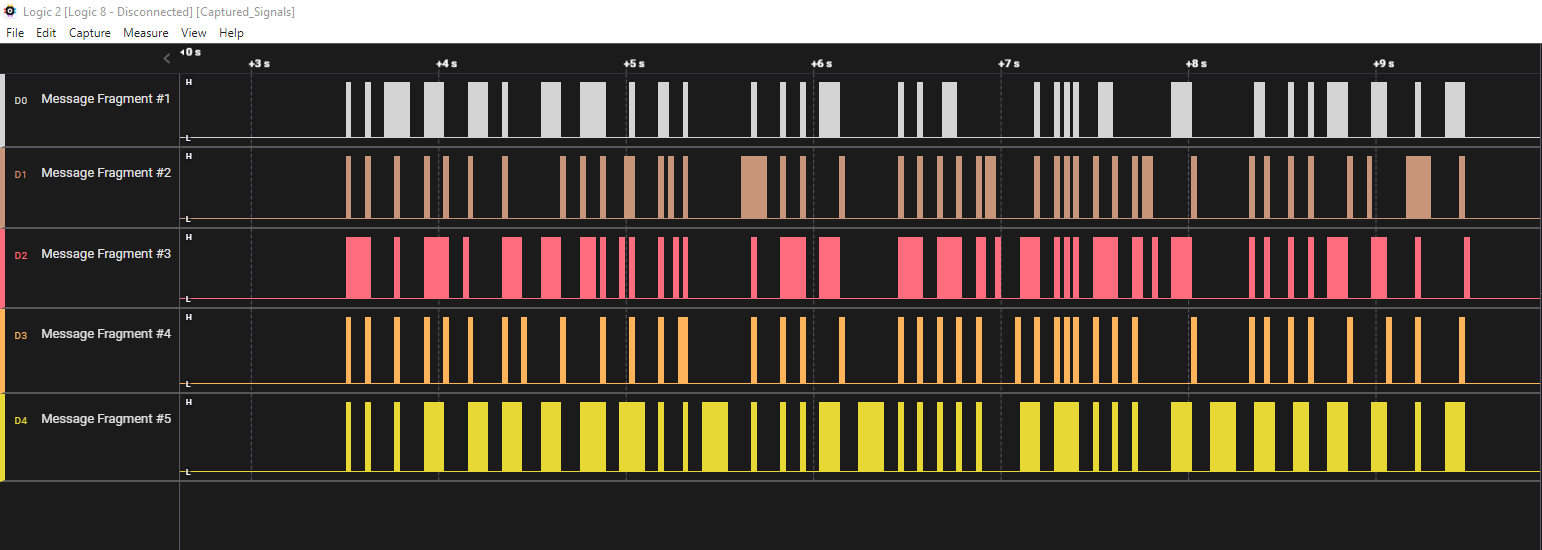 Logic 2 [Logic 8 - Disconnected] [Captured_Signals]
File Edit Capture Measure View Help
0 s
+3 s +4 s +5 s +6 s +7 s +8 s +9 s
D0 Message Fragment #1 H L
D1 Message Fragment #2 H L
D2 Message Fragment #3 H L
D3 Message Fragment #4 H L
D4 Message Fragment #5 H L